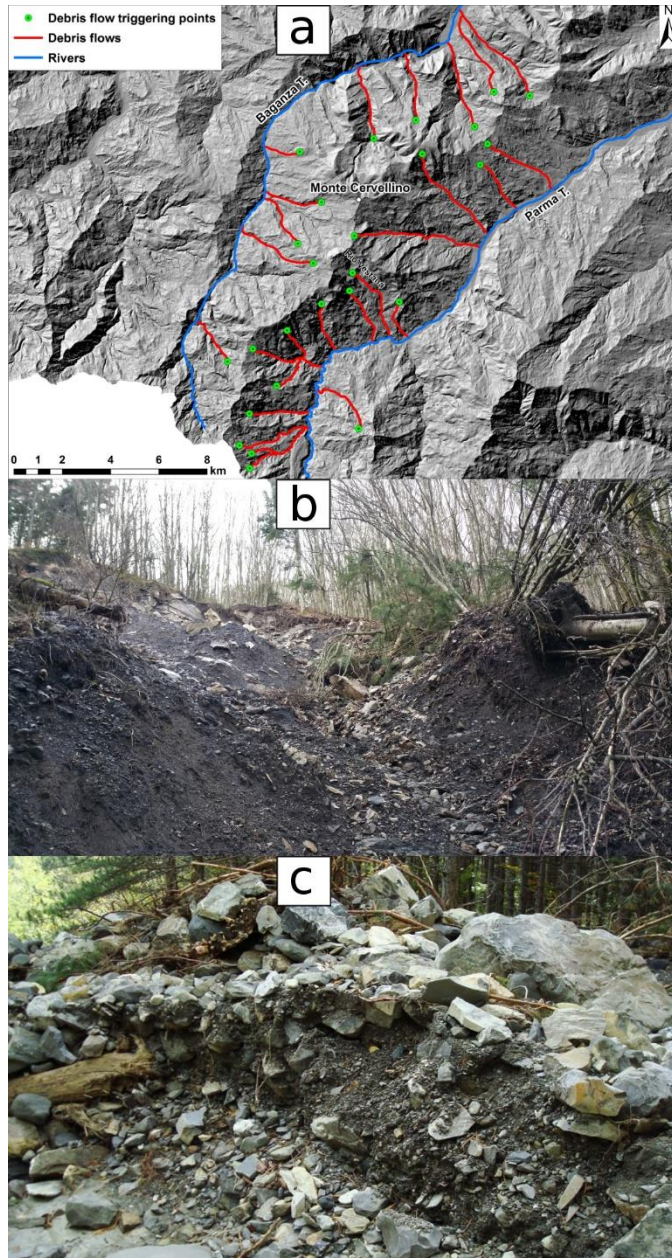 Debris flow triggering points
Debris flows
Rivers
a
N
Baganza T.
Monte Cervellino
Parma T.
0 1 2 4 6 8
km
b
c